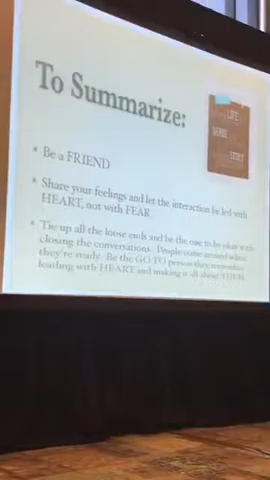 To Summarize:
LIFE
* Be a FRIEND
* Share your feelings and let the interaction be led with
HEART, not with FEAR
* Tie up all the loose ends and be the one to be okay with
closing the conversations. People come around when
they're ready. Be the GO TO person they remember
leading with HEART and making it all about THEM